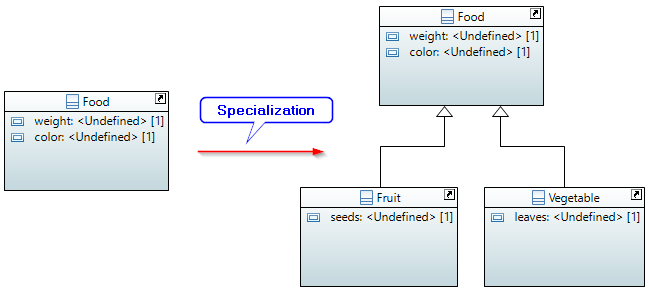 Food
weight: <Undefined> [1]
color: <Undefined> [1]
Specialization
Food
weight: <Undefined> [1]
color: <Undefined> [1]
Fruit
seeds: <Undefined> [1]
Vegetable
leaves: <Undefined> [1]